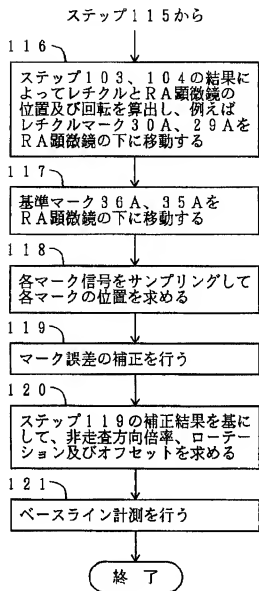 ステップ115から
116
ステップ103、104の結果に
よってレチクルとRA顕微鏡の
位置及び回転を算出し、例えば
レチクルマーク30A、29Aを
RA顕微鏡の下に移動する
117
基準マーク36A、35Aを
RA顕微鏡の下に移動する
118
各マーク信号をサンプリングして
各マークの位置を求める
119
マーク誤差の補正を行う
120
ステップ119の補正結果を基に
して、非走査方向倍率、ローテー
ション及びオフセットを求める
121
ベースライン計測を行う
終了